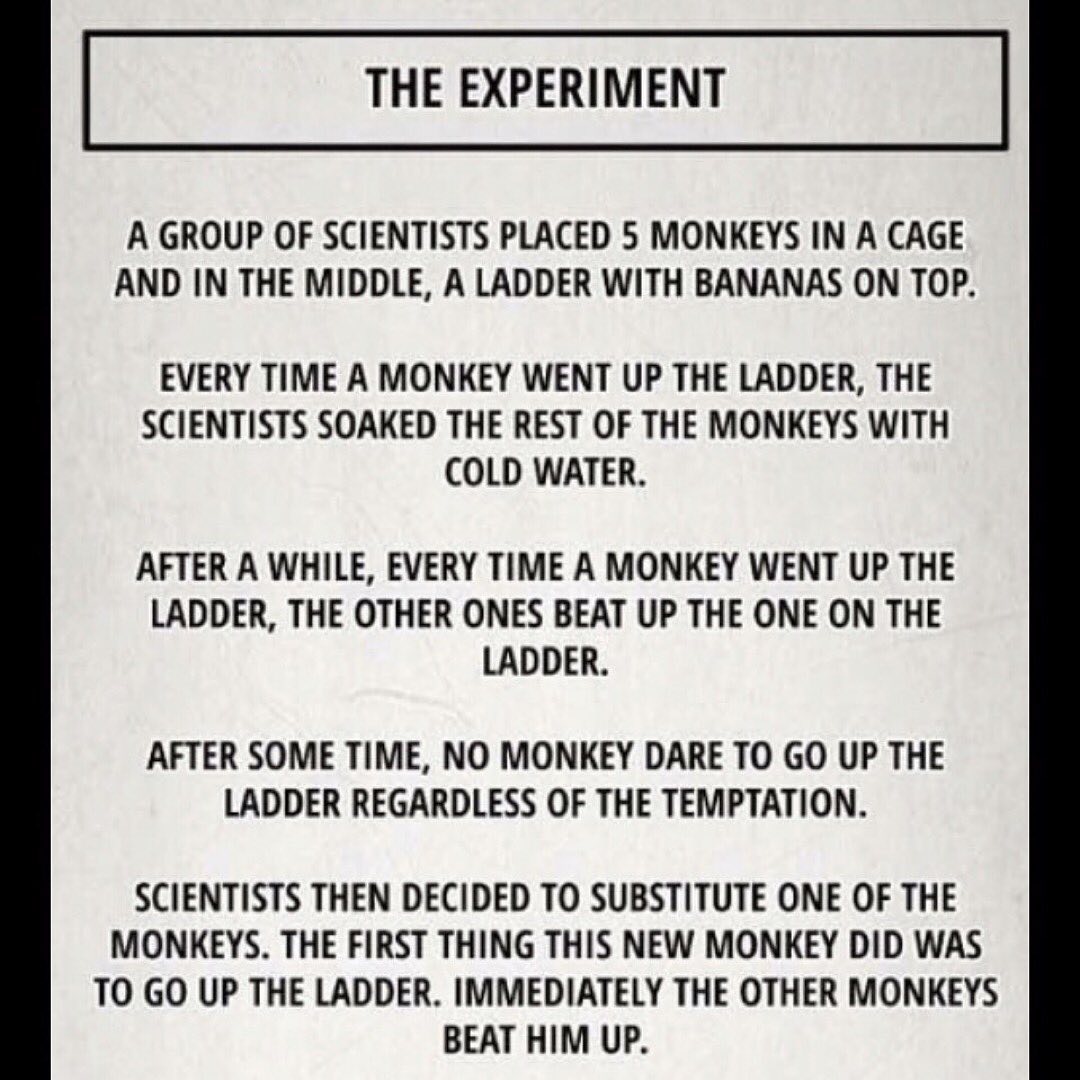 THE EXPERIMENT
A GROUP OF SCIENTISTS PLACED 5 MONKEYS IN A CAGE
AND IN THE MIDDLE, A LADDER WITH BANANAS ON TOP.
EVERY TIME A MONKEY WENT UP THE LADDER, THE
SCIENTISTS SOAKED THE REST OF THE MONKEYS WITH
COLD WATER.
AFTER A WHILE, EVERY TIME A MONKEY WENT UP THE
LADDER, THE OTHER ONES BEAT UP THE ONE ON THE
LADDER.
AFTER SOME TIME, NO MONKEY DARE TO GO UP THE
LADDER REGARDLESS OF THE TEMPTATION.
SCIENTISTS THEN DECIDED TO SUBSTITUTE ONE OF THE
MONKEYS. THE FIRST THING THIS NEW MONKEY DID WAS
TO GO UP THE LADDER. IMMEDIATELY THE OTHER MONKEYS
BEAT HIM UP.